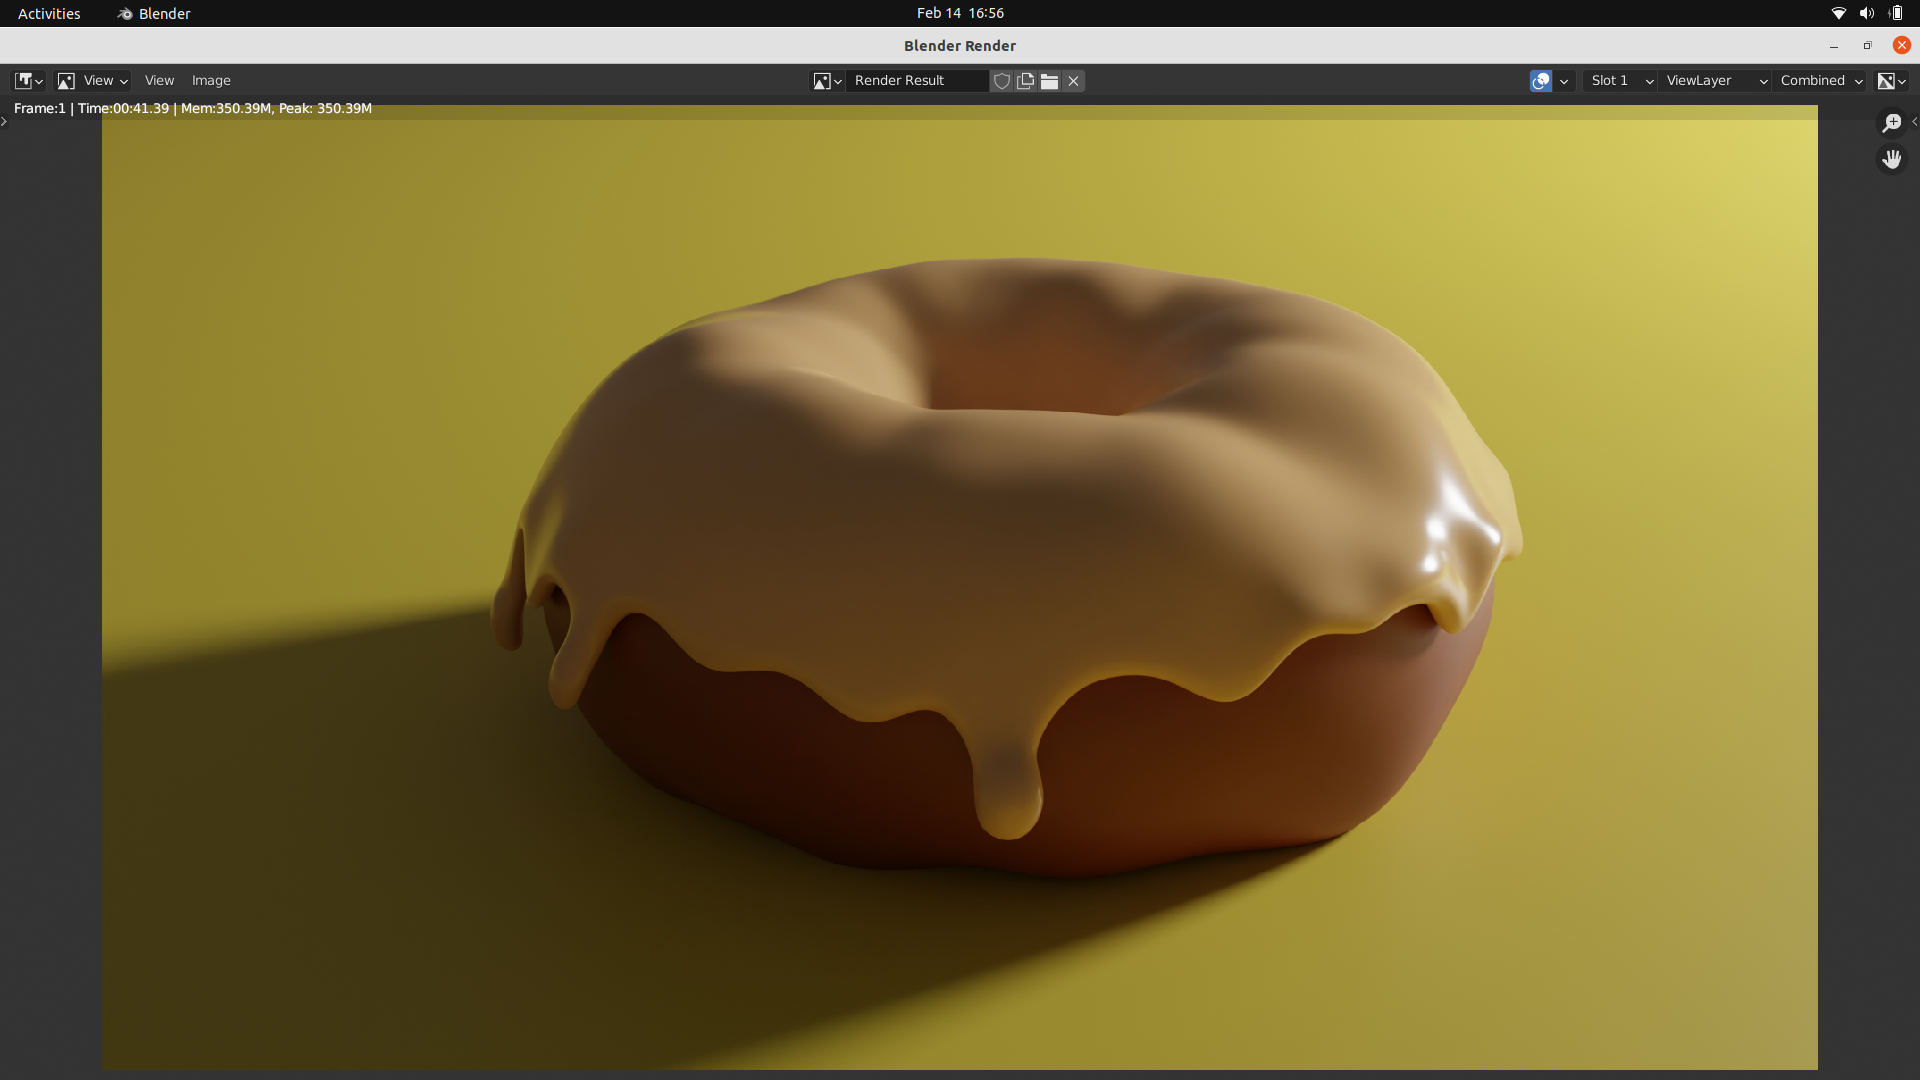 Activities Blender Feb 14 16:56
Blender Render
View View Image Render Result Slot 1 ViewLayer Combined
Frame:1 | Time:00:41.39 | Mem:350.39M, Peak: 350.39M